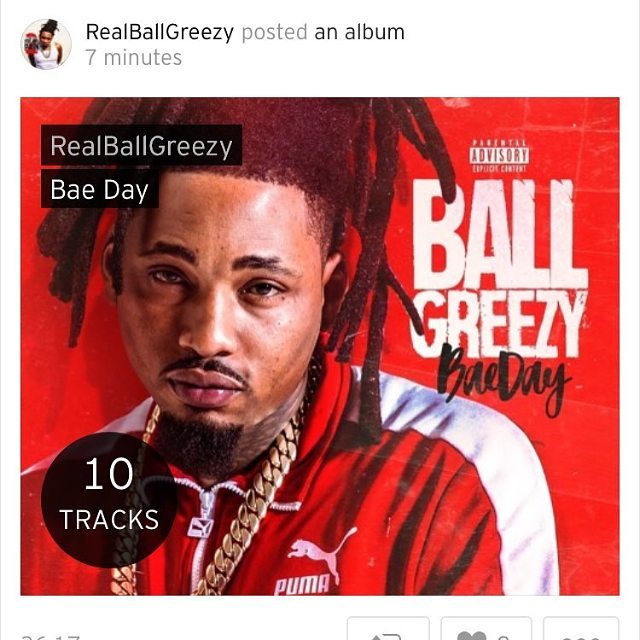 RealBallGreezy posted an album
7 minutes
RealBallGreezy
Bae Day
PARENTAL
ADVISORY
EXPLICIT CONTENT
BALL
GREEZY
BaeDay
10
TRACKS
PUMA